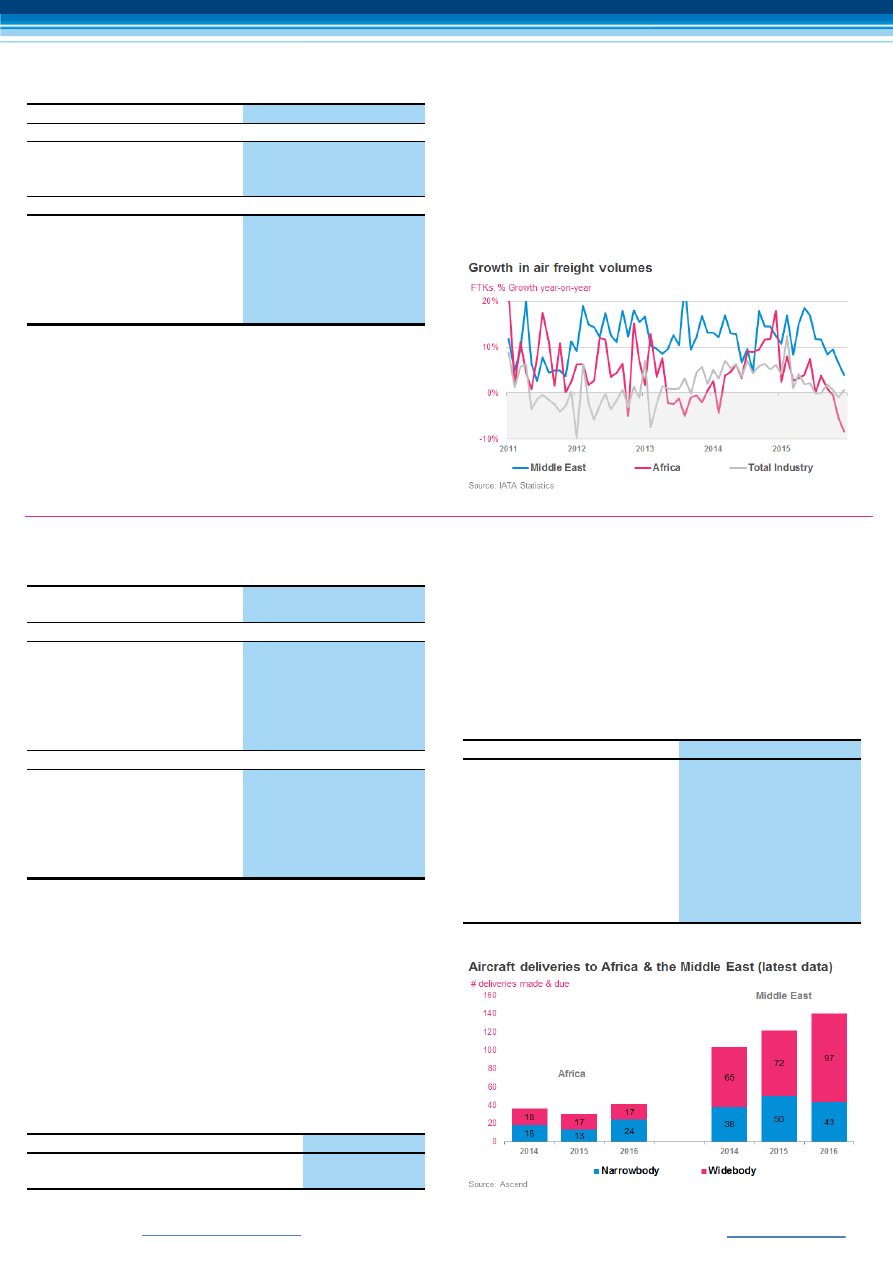 Growth in air freight volumes
FTKs, % Growth year-on-year
20%
10%
0%
-10%
2011 2012 2013 2014 2015
Middle East Africa Total Industry
Source: IATA Statistics
Aircraft deliveries to Africa & the Middle East (latest data)
# deliveries made & due
160
140
120
100
80
60
40
20
0
Africa
Middle East
18 17 17
18 13 24
65 72 97
38 50 43
2014 2015 2016 2014 2015 2016
Narrowbody Widebody
Source: Ascend